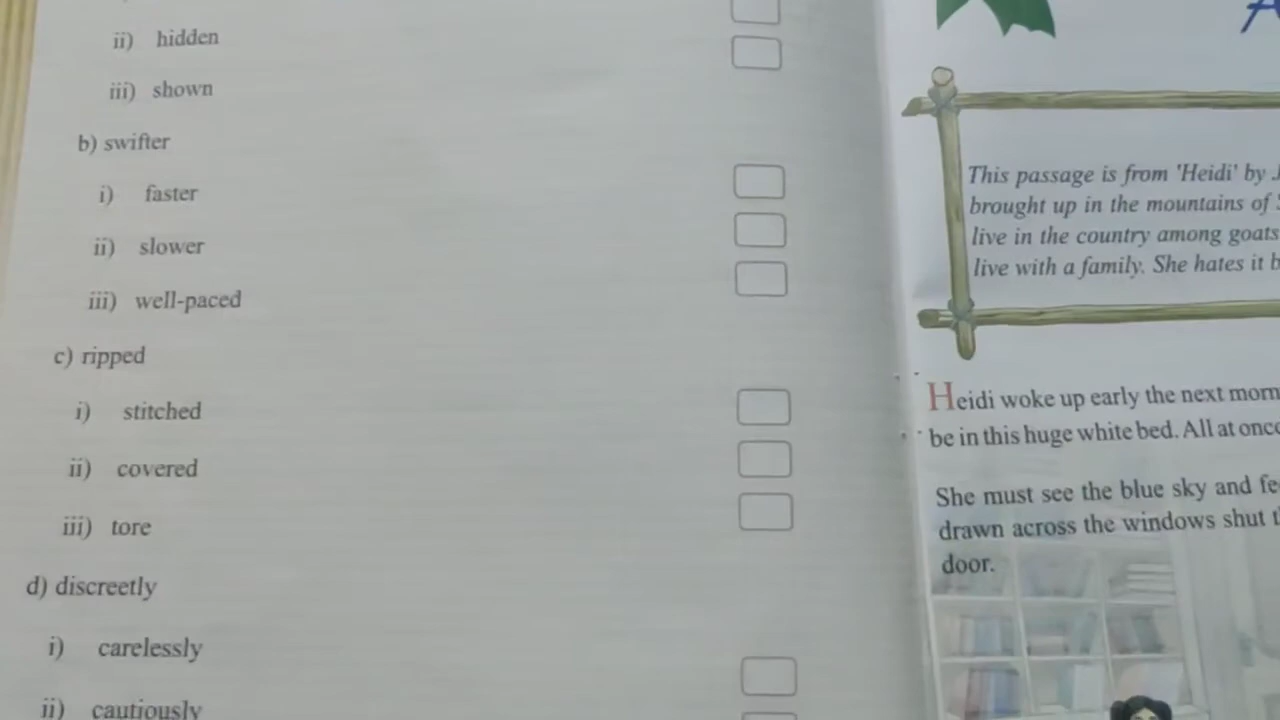 ii) hidden
iii) shown
b) swifter
i) faster
ii) slower
iii) well-paced
c) ripped
i) stitched
ii) covered
iii) tore
d) discreetly
i) carelessly
ii) cautiously
This passage is from 'Heidi' by
brought up in the mountains of
live in the country among goats
live with a family. She hates it
Heidi woke up early the next morn
be in this huge white bed. All at once
She must see the blue sky and fe
drawn across the windows shut
door.